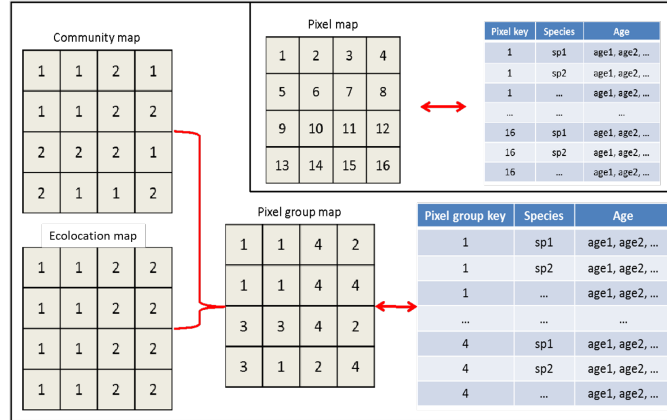 Community map
1 1 2 1
1 1 2 2
2 2 2 1
2 1 1 2
Ecolocation map
1 1 2 2
1 1 2 2
1 1 2 2
1 1 2 2
Pixel map
1 2 3 4
5 6 7 8
9 10 11 12
13 14 15 16
Pixel key Species Age
1 sp1 age1, age2, ...
1 sp2 age1, age2, ...
1 ... age1, age2, ...
... ... ...
16 sp1 age1, age2, ...
16 sp2 age1, age2, ...
16 ... age1, age2, ...
Pixel group map
1 1 4 2
1 1 4 4
3 3 4 2
3 1 2 4
Pixel group key Species Age
1 sp1 age1, age2, ...
1 sp2 age1, age2, ...
1 ... age1, age2, ...
... ... ...
4 sp1 age1, age2, ...
4 sp2 age1, age2, ...
4 ... age1, age2, ...